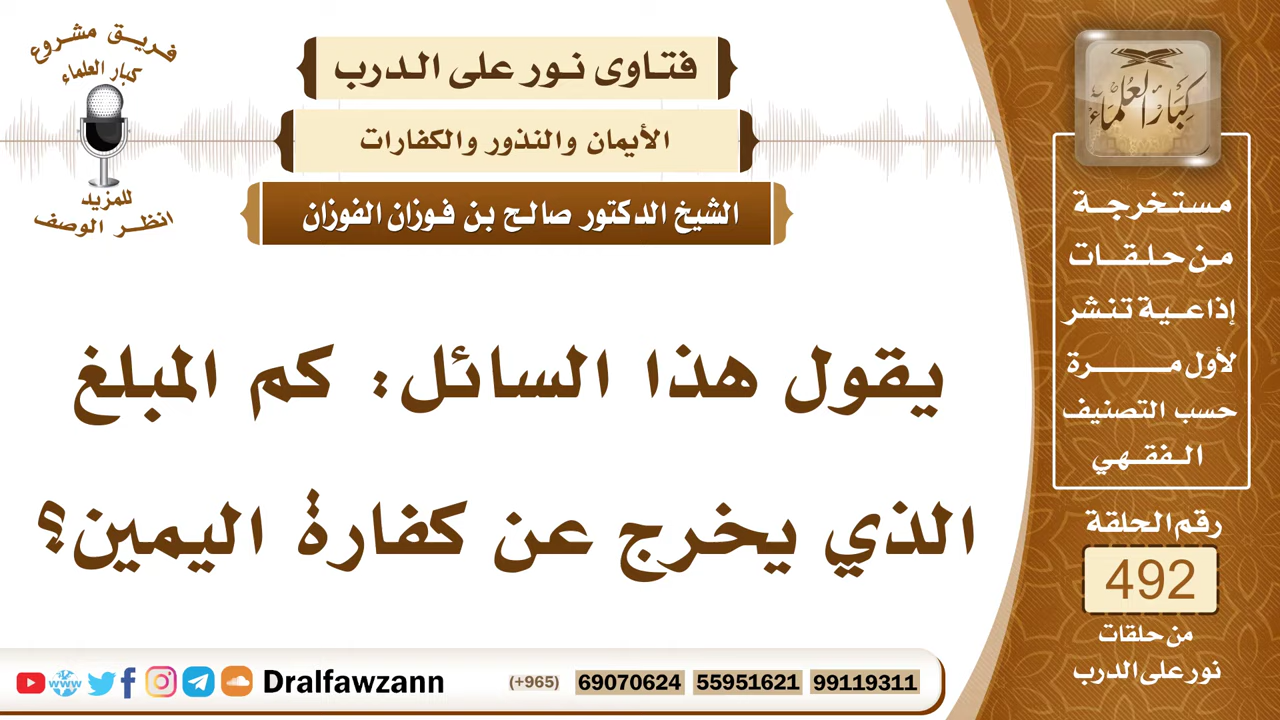 فريق مشروع
كبار العلماء
للمزيد
انظر الوصف
فتاوى نور على الدرب
الأيمان والنذور والكفارات
الشيخ الدكتور صالح بن فوزان الفوزان
كبار العلماء
مستخرجة
من حلقات
إذاعية تنشر
لأول مرة
حسب التصنيف
الفقهي
رقم الحلقة
492
من حلقات
نور على الدرب
يقول هذا السائل: كم المبلغ
الذي يخرج عن كفارة اليمين؟
www Dralfawzann (+965) 69070624 55951621 99119311